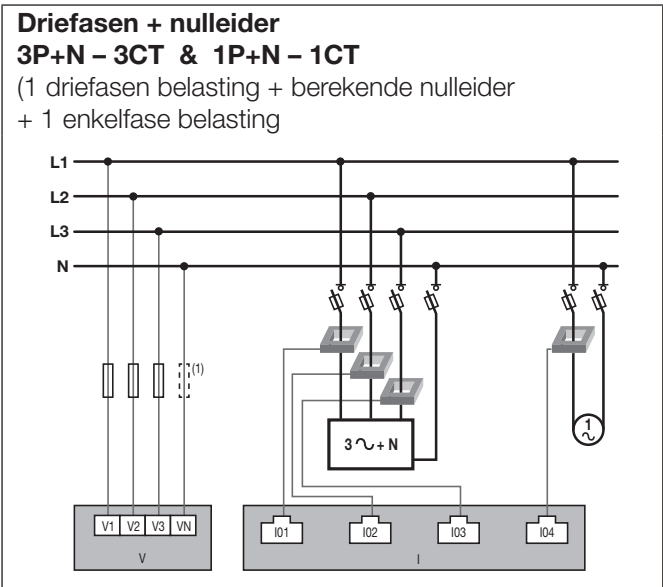 Driefasen + nulleider
3P+N – 3CT & 1P+N – 1CT
(1 driefasen belasting + berekende nulleider
+ 1 enkelfase belasting
L1
L2
L3
N
(1)
3 ∿ + N
1
∿
V1 V2 V3 VN
V
I01 I02 I03 I04
I